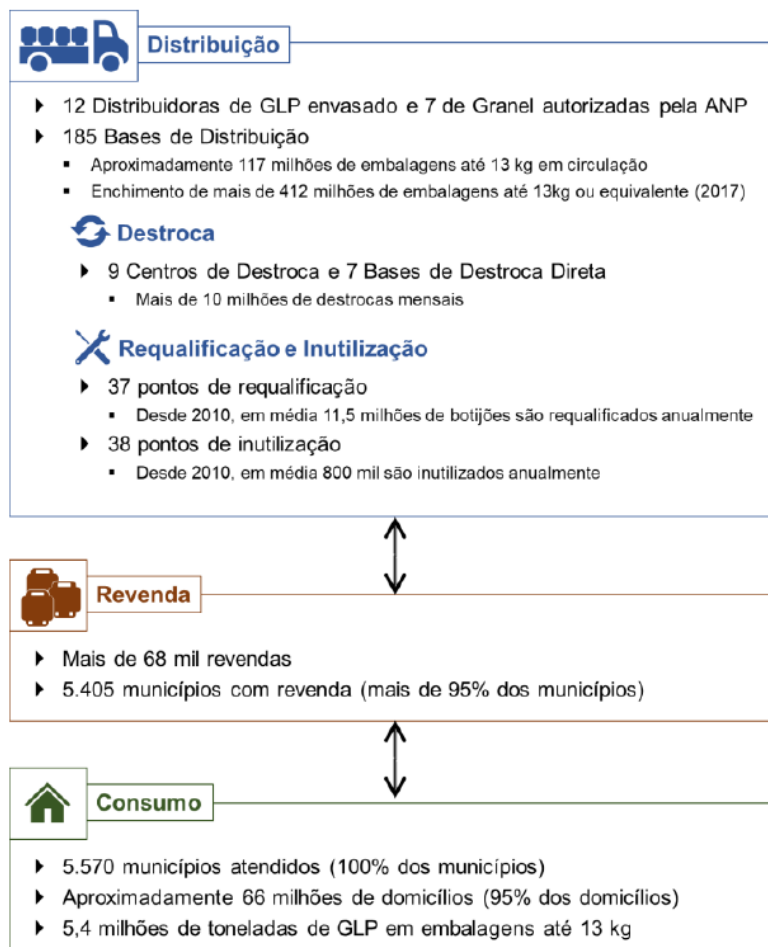 Distribuição
12 Distribuidoras de GLP envasado e 7 de Granel autorizadas pela ANP
185 Bases de Distribuição
Aproximadamente 117 milhões de embalagens até 13 kg em circulação
Enchimento de mais de 412 milhões de embalagens até 13kg ou equivalente (2017)
Destroca
9 Centros de Destroca e 7 Bases de Destroca Direta
Mais de 10 milhões de destrocas mensais
Requalificação e Inutilização
37 pontos de requalificação
Desde 2010, em média 11,5 milhões de botijões são requalificados anualmente
38 pontos de inutilização
Desde 2010, em média 800 mil são inutilizados anualmente
Revenda
Mais de 68 mil revendas
5.405 municípios com revenda (mais de 95% dos municípios)
Consumo
5.570 municípios atendidos (100% dos municípios)
Aproximadamente 66 milhões de domicílios (95% dos domicílios)
5,4 milhões de toneladas de GLP em embalagens até 13 kg